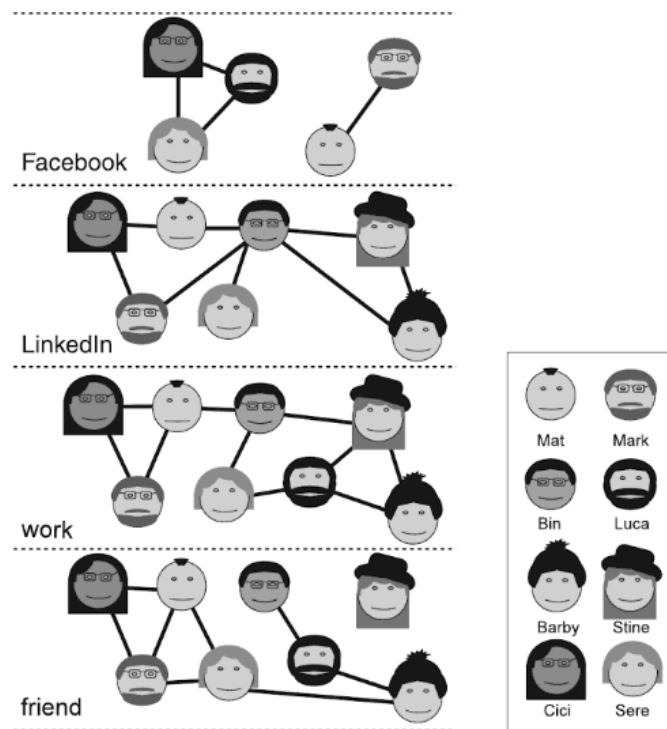 Facebook
LinkedIn
work
friend
Mat Mark
Bin Luca
Barby Stine
Cici Sere